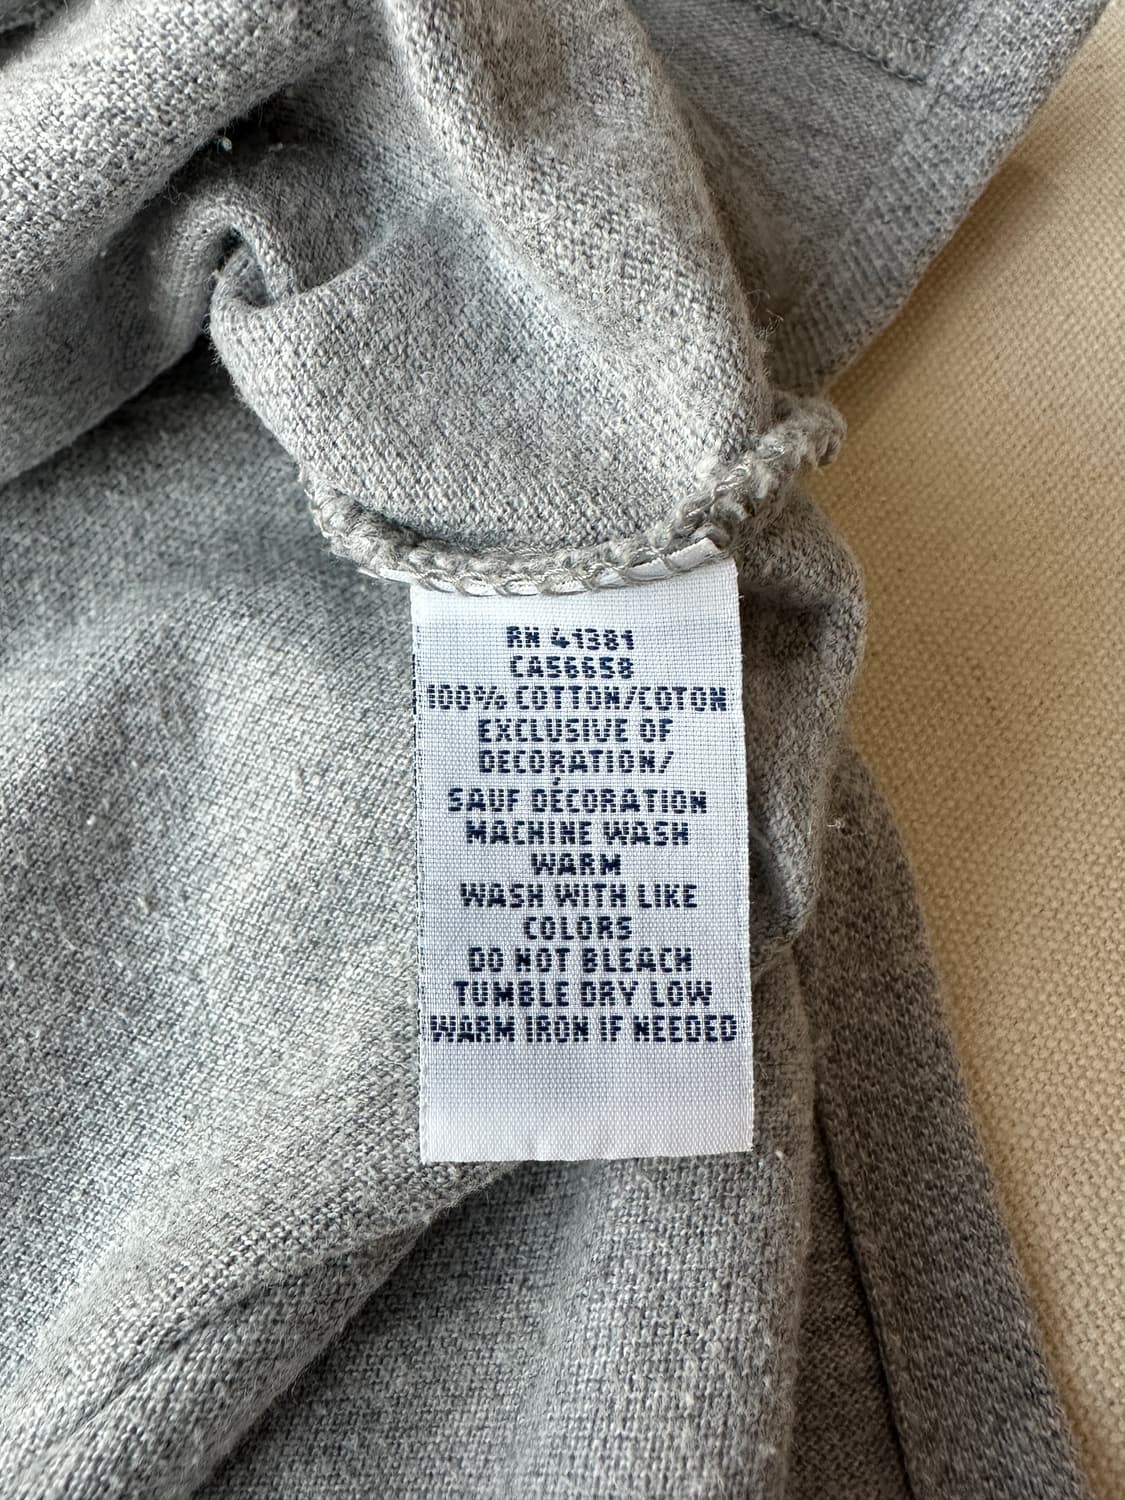 RN 41381
CA56658
100% COTTON/COTON
EXCLUSIVE OF
DECORATION/
SAUF DÉCORATION
MACHINE WASH
WARM
WASH WITH LIKE
COLORS
DO NOT BLEACH
TUMBLE DRY LOW
WARM IRON IF NEEDED